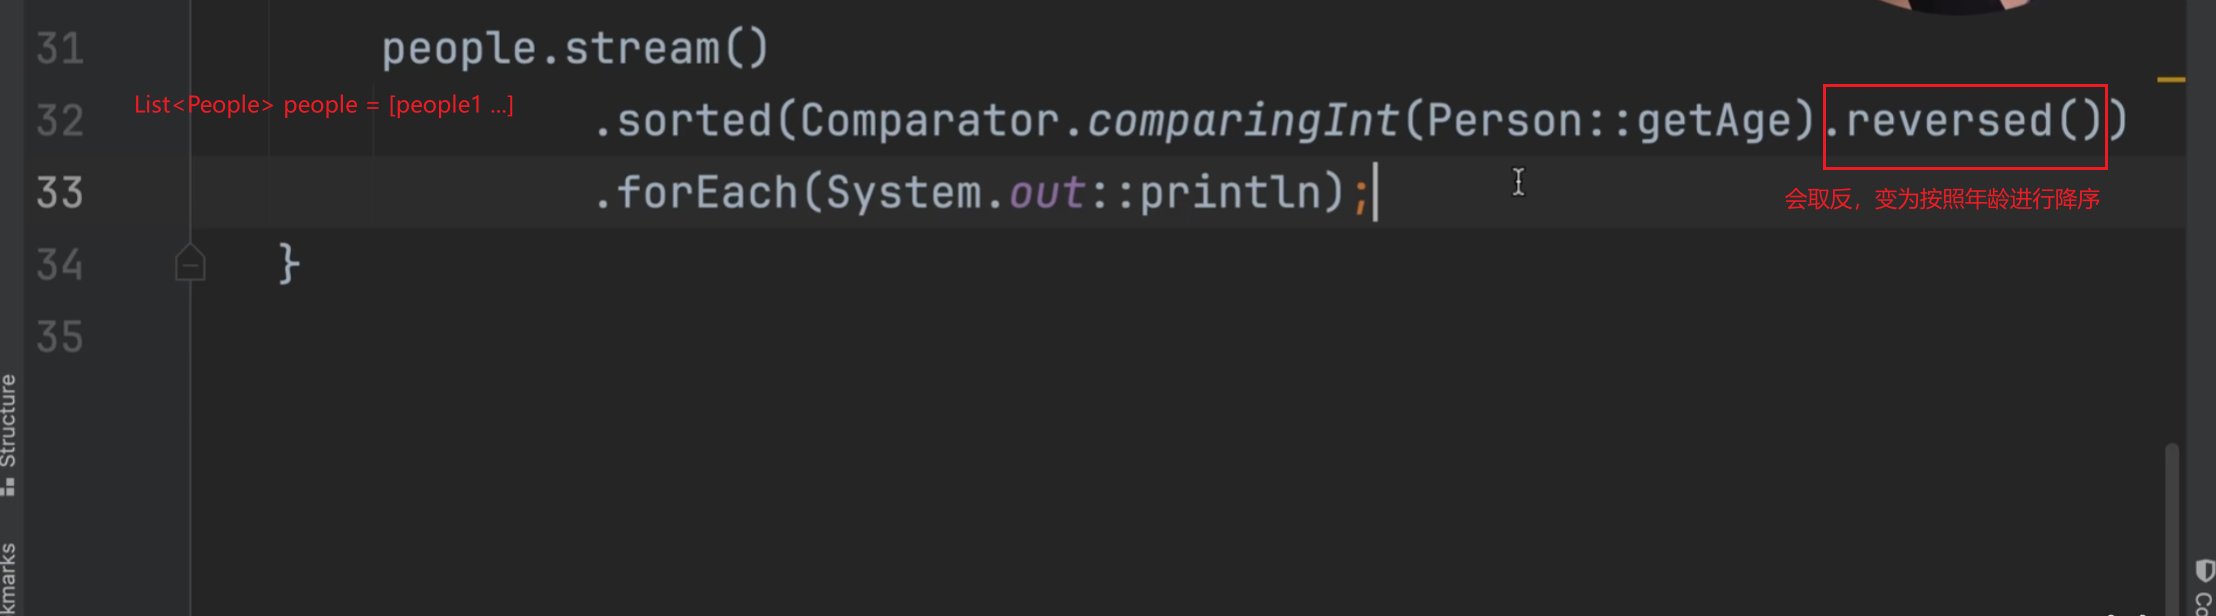 31 people.stream()
List<People> people = [people1 ...]
32 .sorted(Comparator.comparingInt(Person::getAge).reversed())
33 .forEach(System.out::println);
会取反，变为按照年龄进行降序
34 }
35
Structure
kmarks
Co